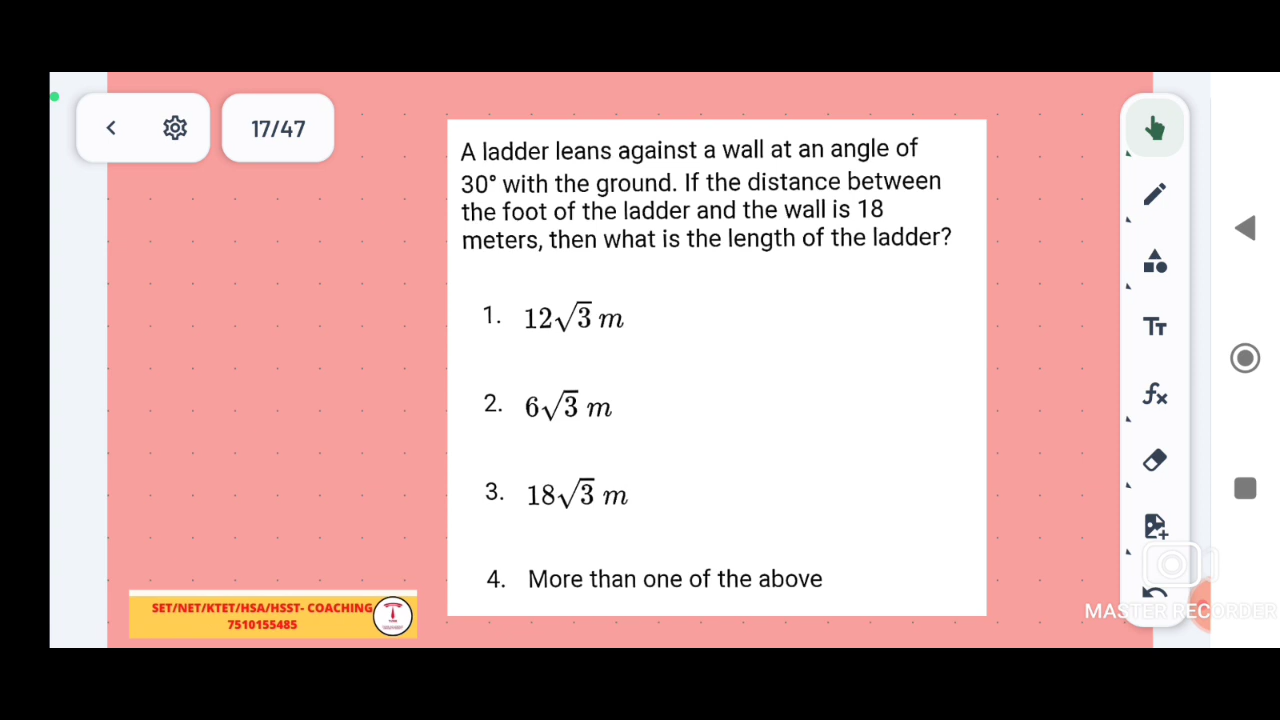 17/47
A ladder leans against a wall at an angle of
30° with the ground. If the distance between
the foot of the ladder and the wall is 18
meters, then what is the length of the ladder?
1. 12√3 m
2. 6√3 m
3. 18√3 m
4. More than one of the above
SET/NET/KTET/HSA/HSST- COACHING
7510155485
TT
fx
MASTER RECORDER